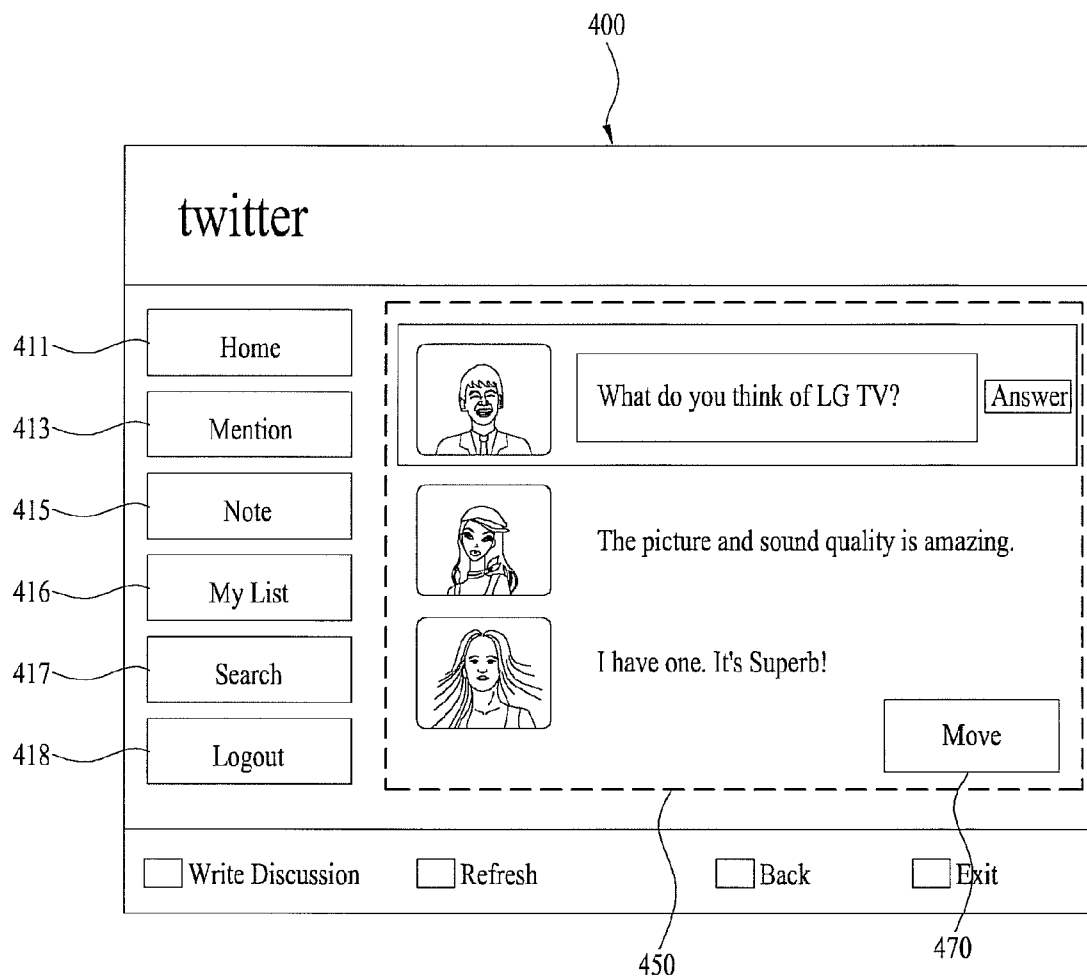 400
twitter
411
Home
413
Mention
415
Note
416
My List
417
Search
418
Logout
What do you think of LG TV?
Answer
The picture and sound quality is amazing.
I have one. It's Superb!
Move
Write Discussion
Refresh
Back
Exit
450
470